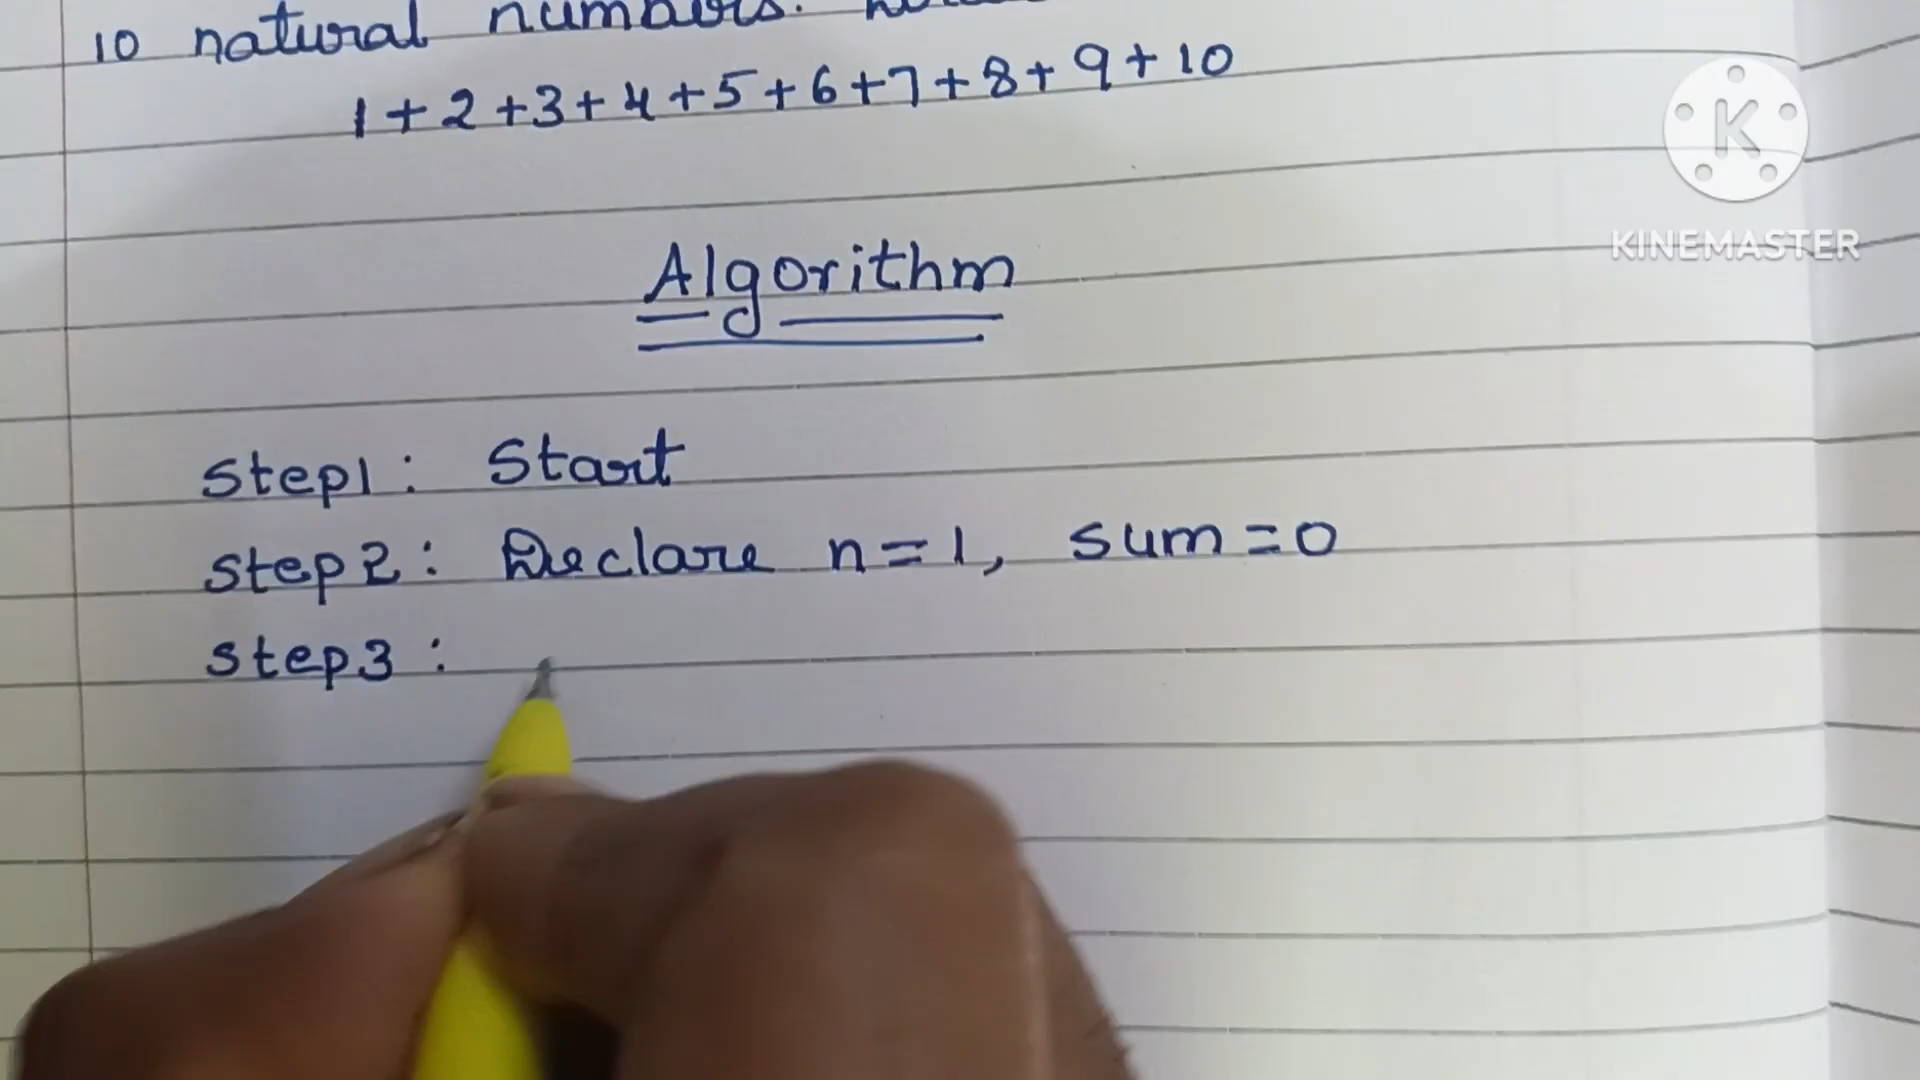 10 natural numbers.
1+2+3+4+5+6+7+8+9+10
Algorithm
Step1: Start
Step2: Declare n=1, sum=0
Step3:
K
KINEMASTER